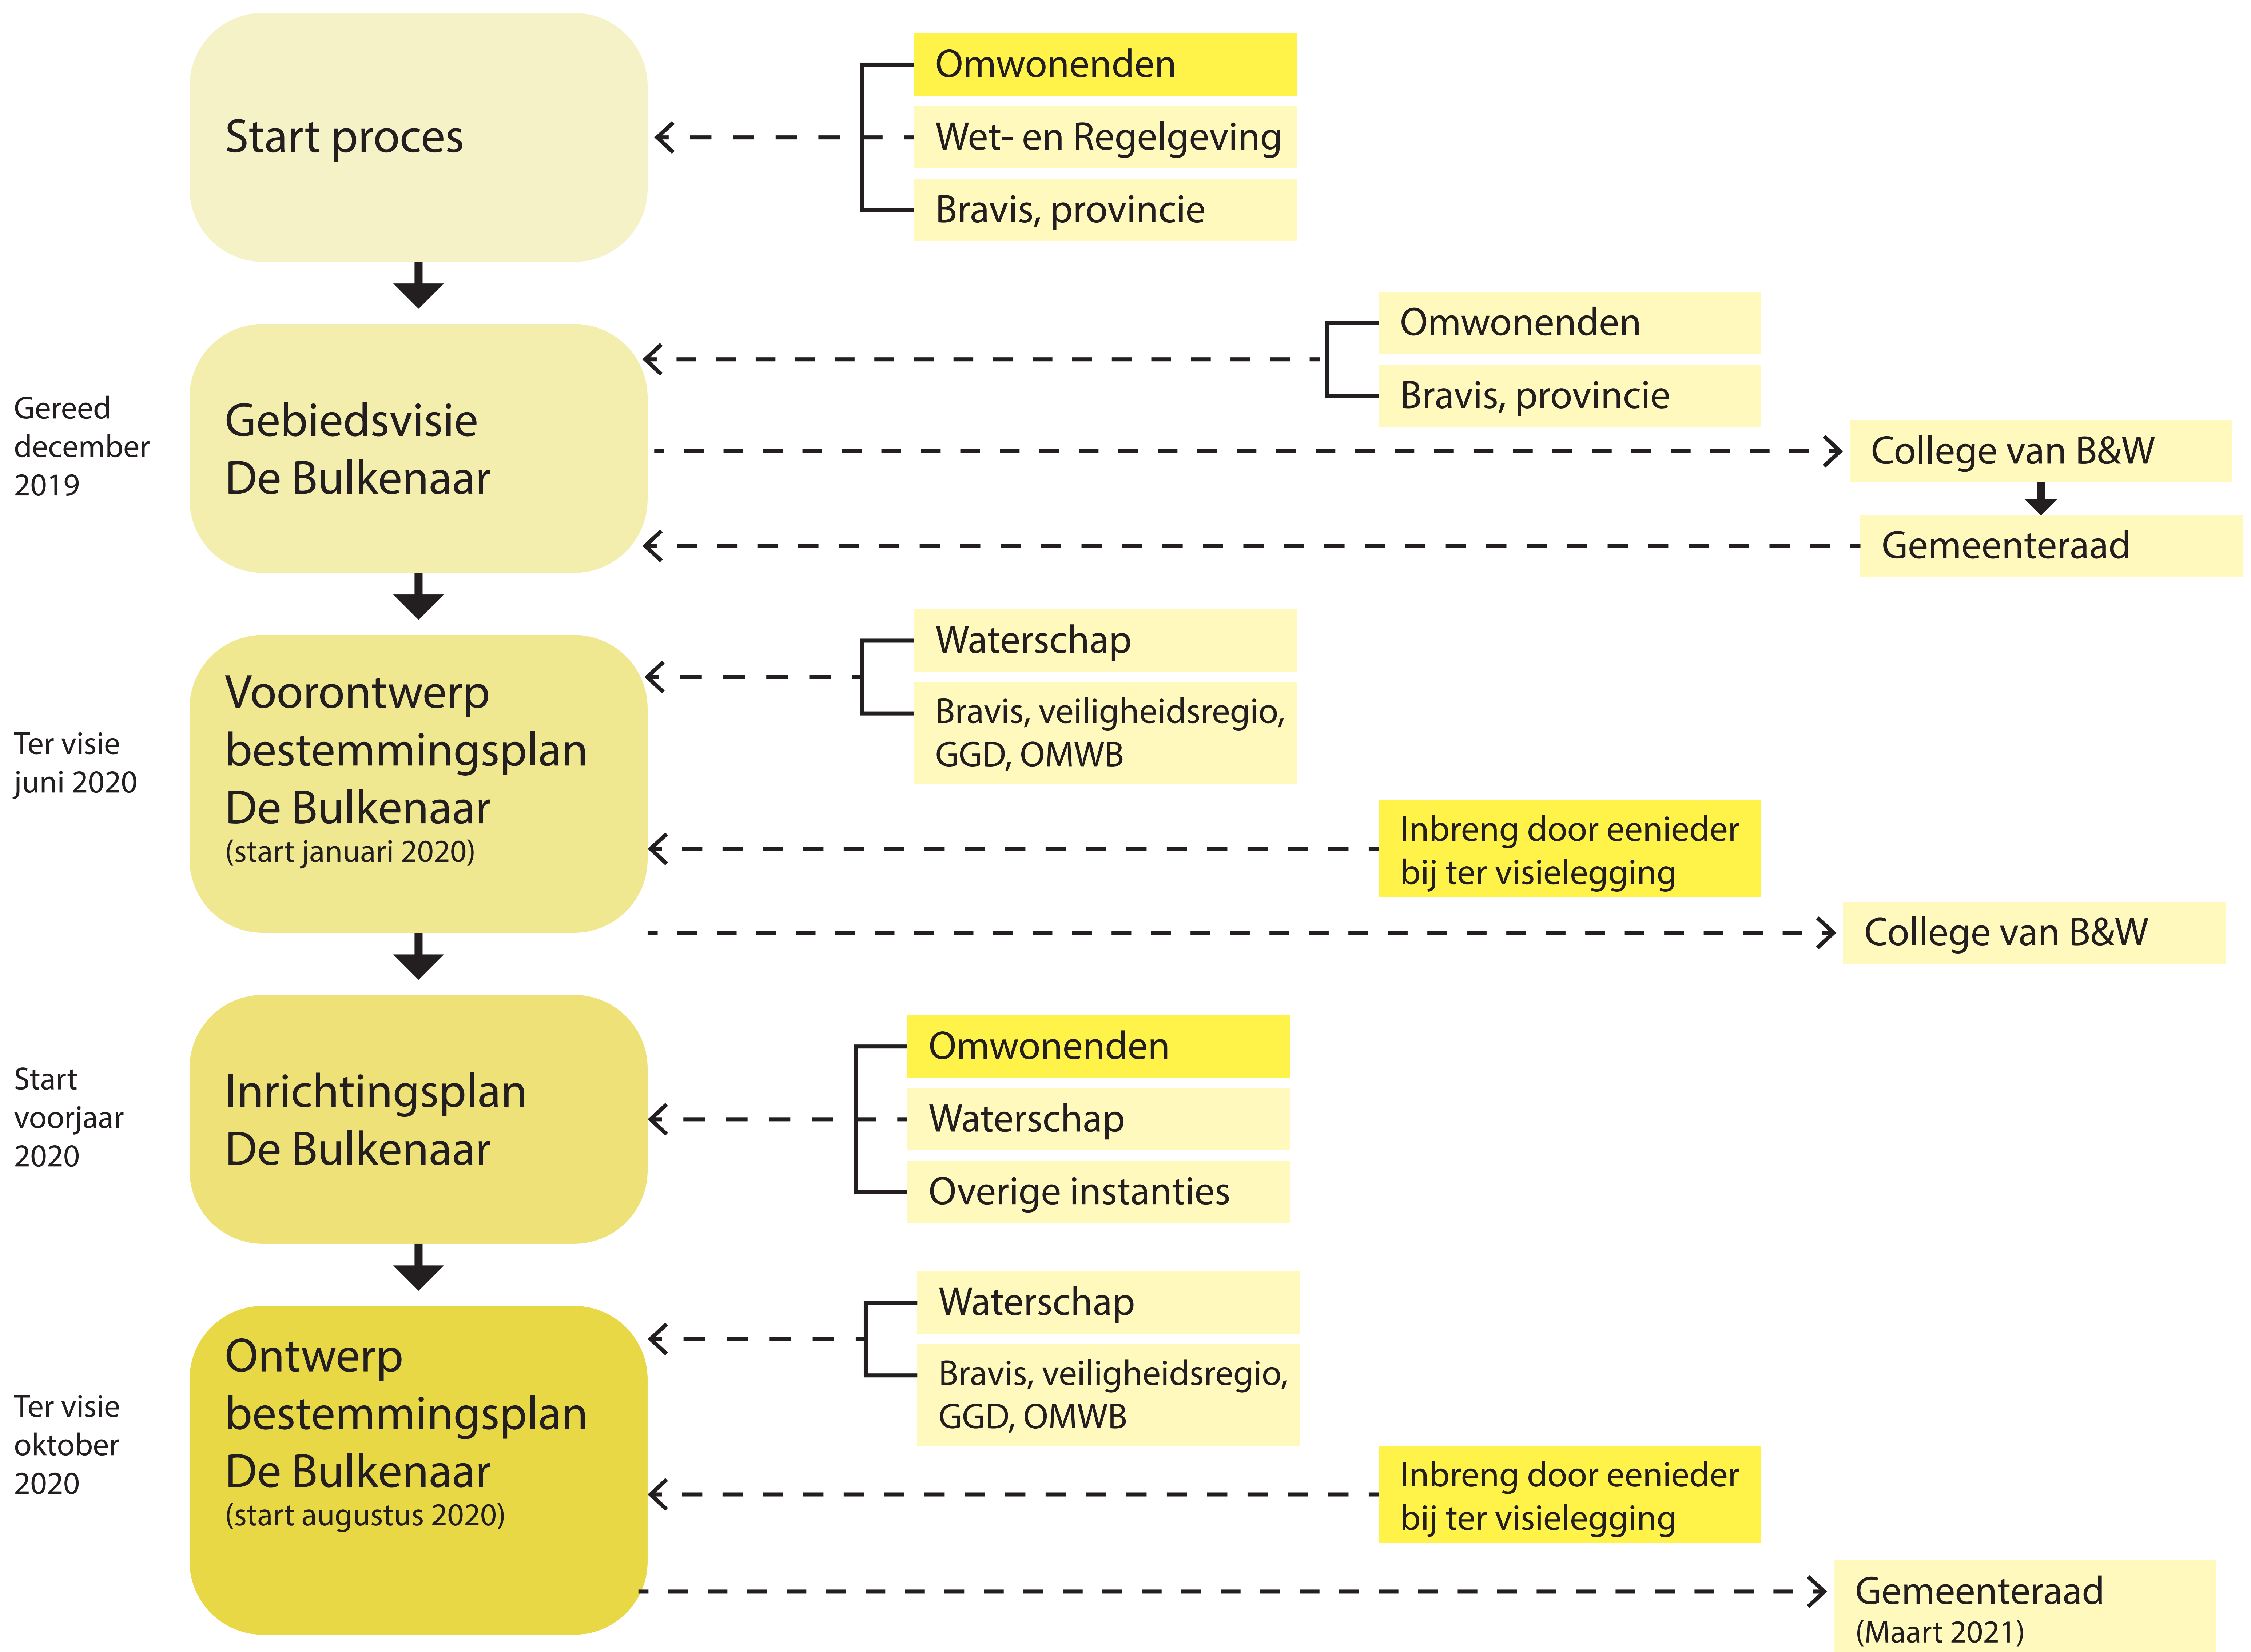 Start proces
Omwonenden
Wet- en Regelgeving
Bravis, provincie
Gereed
december
2019
Gebiedsvisie
De Bulkenaar
Omwonenden
Bravis, provincie
College van B&W
Gemeenteraad
Ter visie
juni 2020
Voorontwerp
bestemmingsplan
De Bulkenaar
(start januari 2020)
Waterschap
Bravis, veiligheidsregio,
GGD, OMWB
Inbreng door eenieder
bij ter visielegging
College van B&W
Start
voorjaar
2020
Inrichtingsplan
De Bulkenaar
Omwonenden
Waterschap
Overige instanties
Ter visie
oktober
2020
Ontwerp
bestemmingsplan
De Bulkenaar
(start augustus 2020)
Waterschap
Bravis, veiligheidsregio,
GGD, OMWB
Inbreng door eenieder
bij ter visielegging
Gemeenteraad
(Maart 2021)